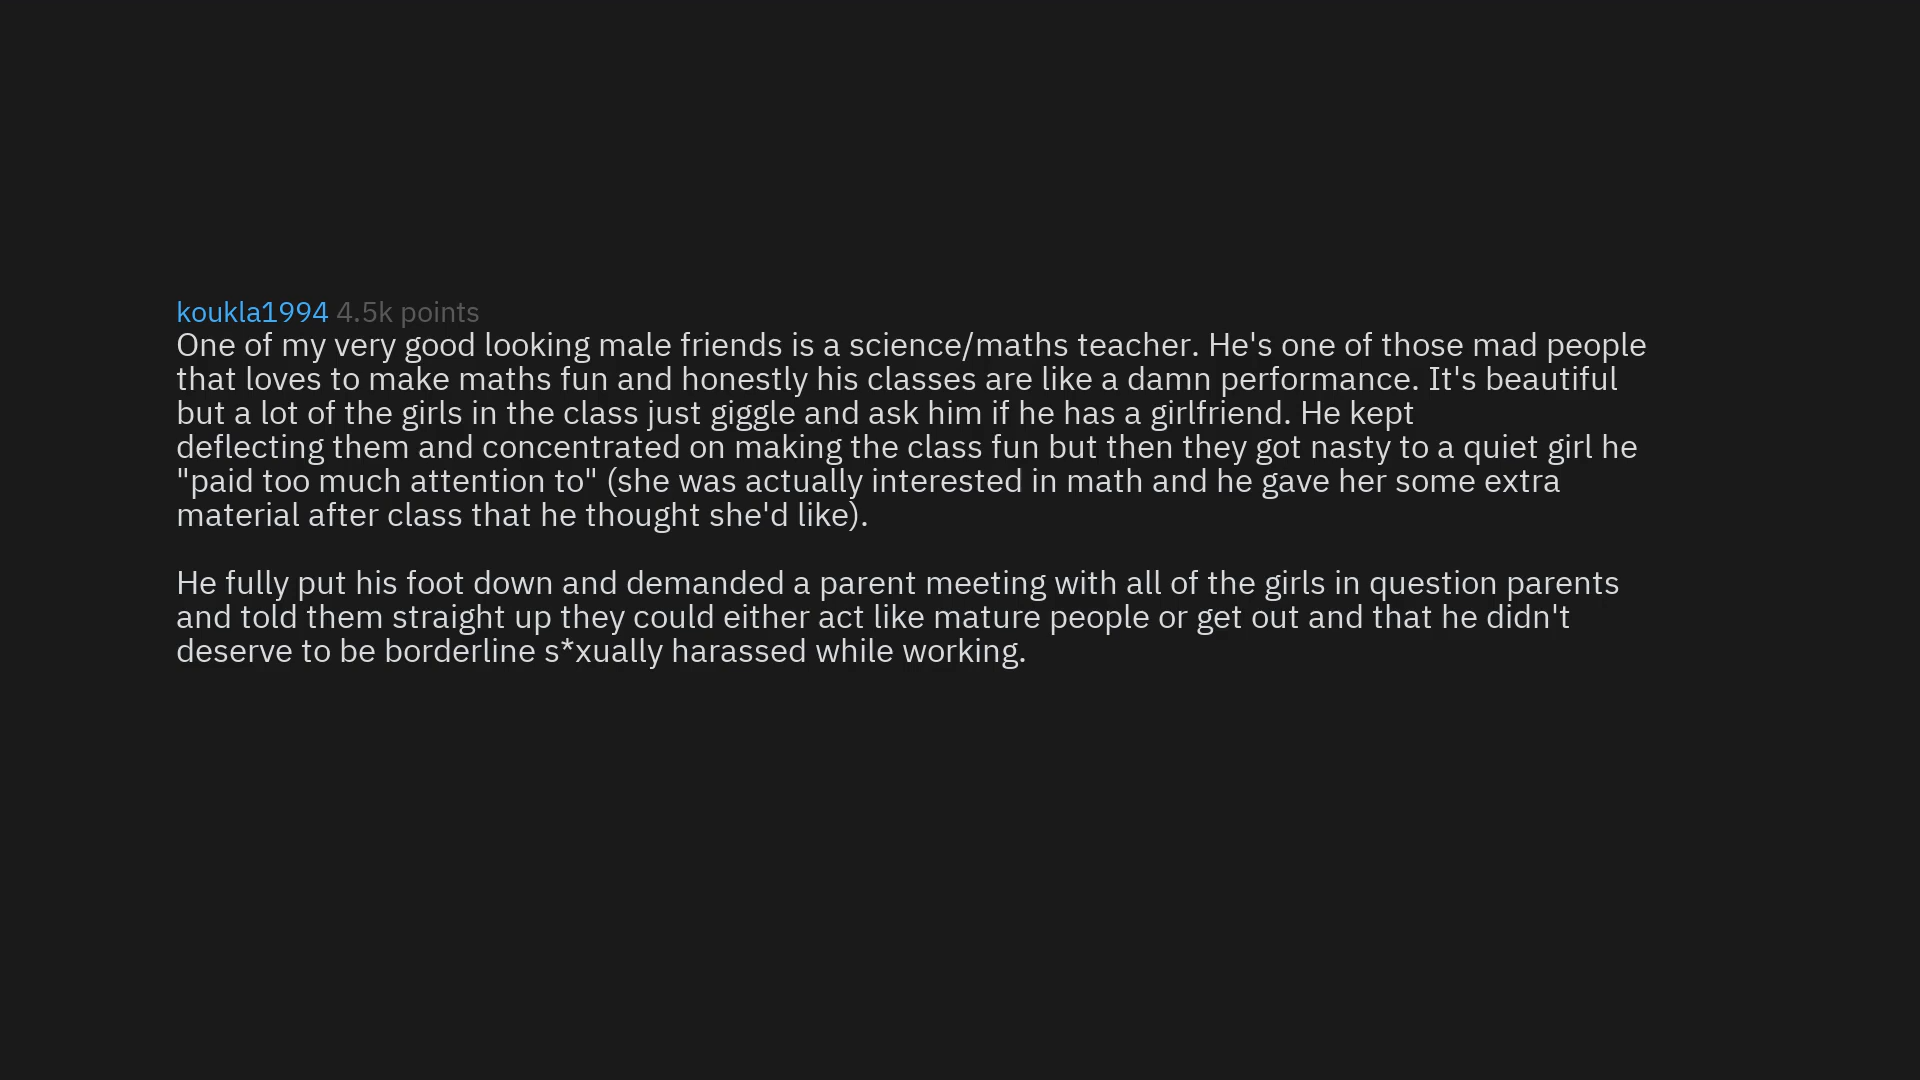 koukla1994 4.5k points
One of my very good looking male friends is a science/maths teacher. He's one of those mad people
that loves to make maths fun and honestly his classes are like a damn performance. It's beautiful
but a lot of the girls in the class just giggle and ask him if he has a girlfriend. He kept
deflecting them and concentrated on making the class fun but then they got nasty to a quiet girl he
"paid too much attention to" (she was actually interested in math and he gave her some extra
material after class that he thought she'd like).
He fully put his foot down and demanded a parent meeting with all of the girls in question parents
and told them straight up they could either act like mature people or get out and that he didn't
deserve to be borderline s*xually harassed while working.